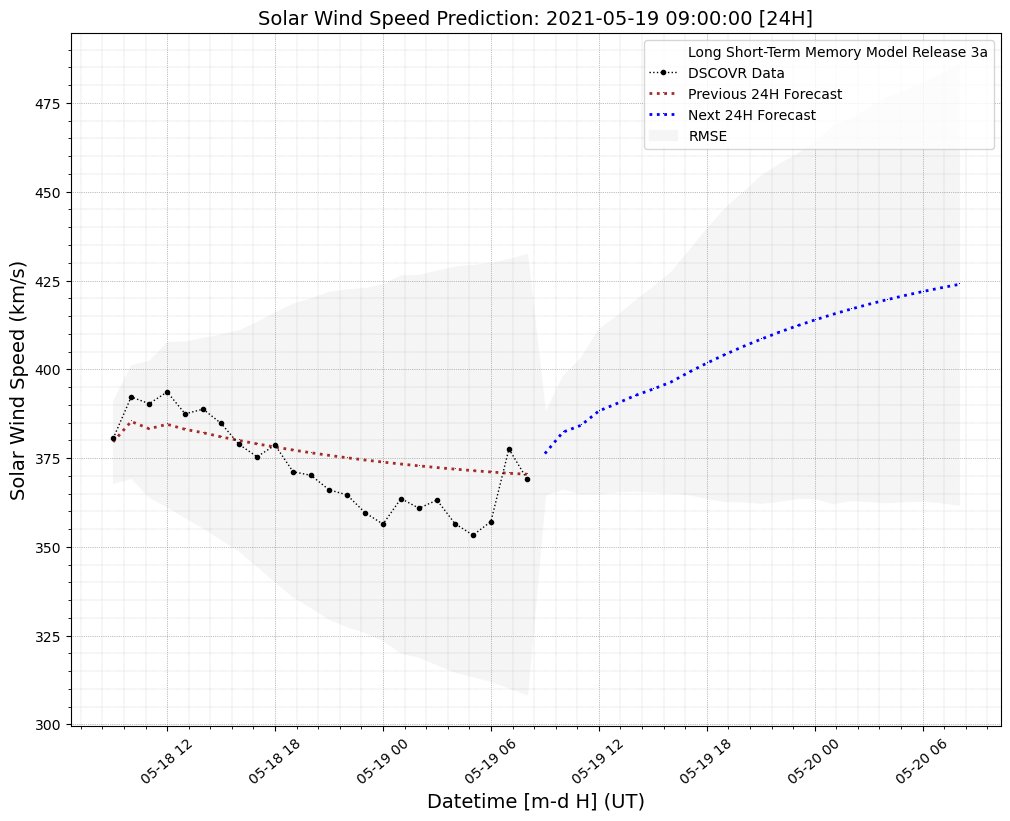 Solar Wind Speed Prediction: 2021-05-19 09:00:00 [24H]
Long Short-Term Memory Model Release 3a
DSCOVR Data
Previous 24H Forecast
Next 24H Forecast
RMSE
Solar Wind Speed (km/s)
475
450
425
400
375
350
325
300
05-18 12
05-18 18
05-19 00
05-19 06
05-19 12
05-19 18
05-20 00
05-20 06
Datetime [m-d H] (UT)